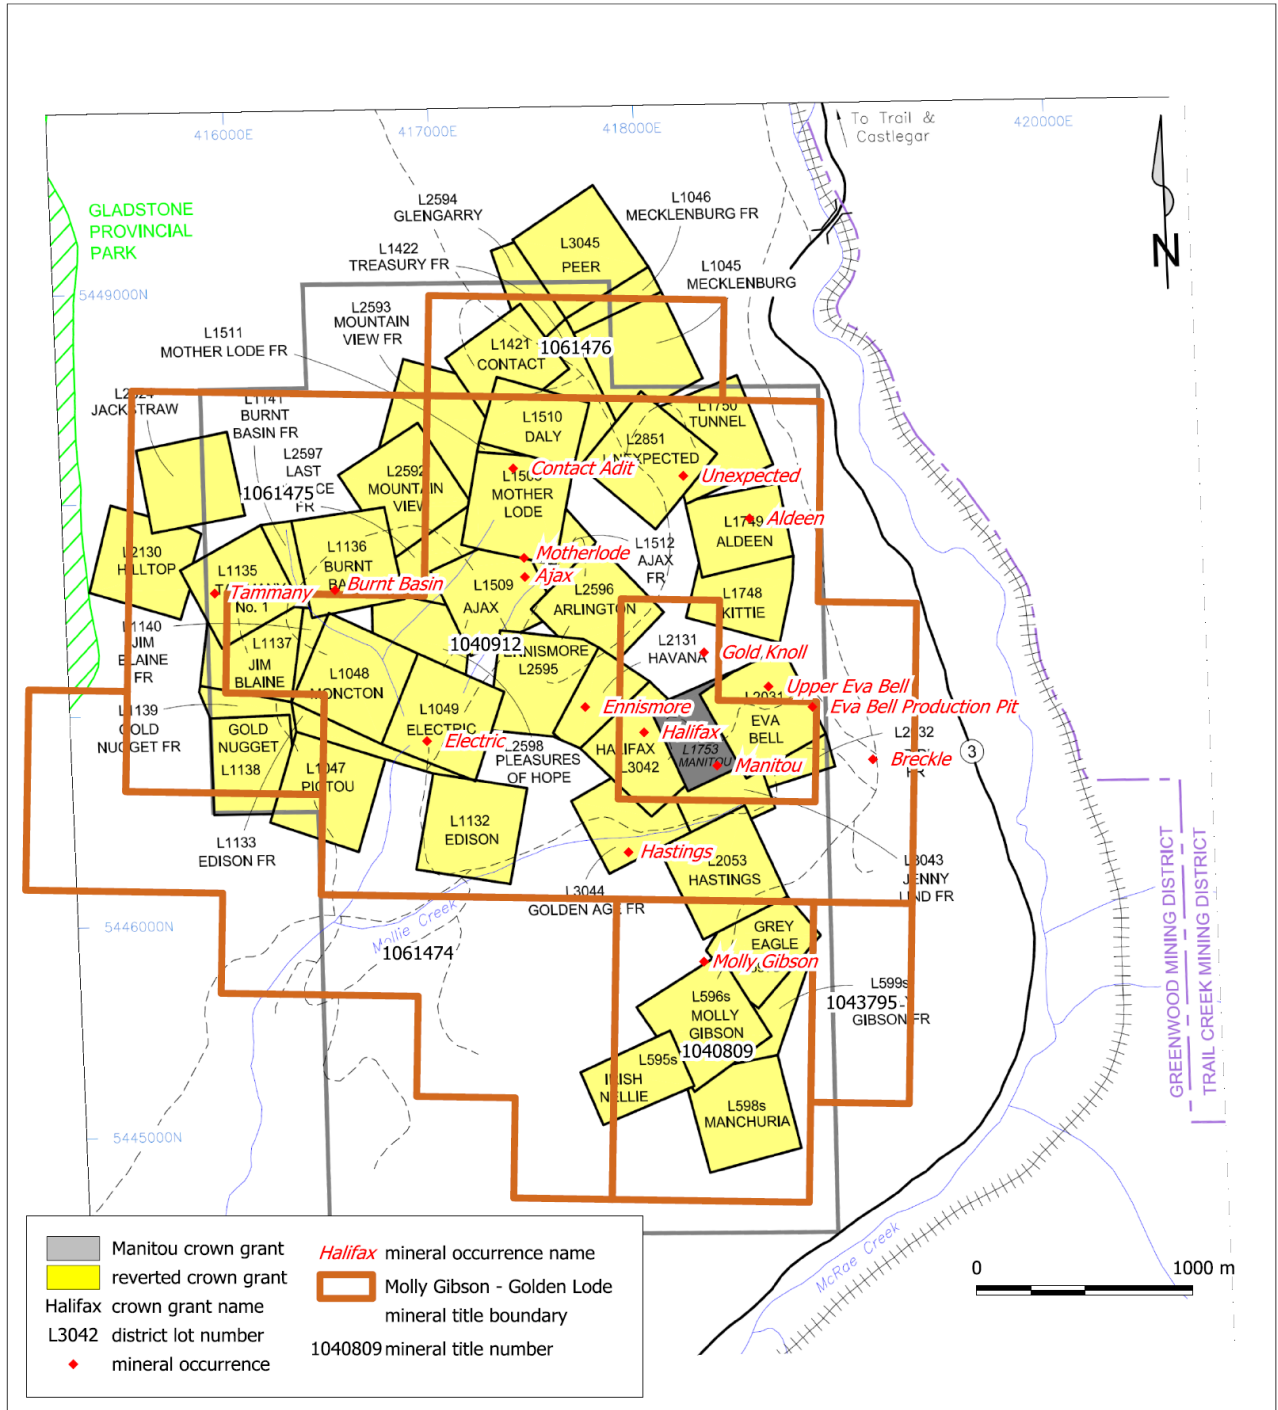 To Trail &
Castlegar
416000E
417000E
418000E
420000E
GLADSTONE
PROVINCIAL
PARK
N
L2594
GLENGARRY
L1046
MECKLENBURG FR
L1422
TREASURY FR
L3045
PEER
L1045
MECKLENBURG
5449000N
L2593
MOUNTAIN
VIEW FR
L1511
MOTHER LODE FR
L1421
CONTACT
1061476
JACKSTRAW
L1141
BURNT
BASIN FR
L1510
DALY
L1750
TUNNEL
L2851
UNEXPECTED
L2597
LAST
FR
L2592
MOUNTAIN
VIEW
Contact Adit
Unexpected
1061475
MOTHER
LODE
L1749
Aldeen
ALDEEN
L2130
HILLTOP
L1135
No. 1
Tammany
L1136
BURNT
Burnt Basin
Motherlode
Ajax
L1512
AJAX
FR
L1509
AJAX
L2596
ARLINGTON
L1748
KITTIE
L1140
JIM
BLAINE
FR
L1137
JIM
BLAINE
L1048
MONCTON
1040912
ENNISMORE
L2595
L2131
HAVANA
Gold Knoll
Upper Eva Bell
L2031
EVA
BELL
Eva Bell Production Pit
L1139
GOLD
NUGGET FR
GOLD
NUGGET
L1138
L1049
ELECTRIC
Electric
Ennismore
Halifax
HALIFAX
L3042
L1753
MANITOU
Manitou
L2032
FR
Breckle
3
L2598
PLEASURES
OF HOPE
L1047
PICTOU
L1133
EDISON FR
L1132
EDISON
Hastings
L2053
HASTINGS
L3043
JENNY
LIND FR
L3044
GOLDEN AGE FR
5446000N
Mollie Creek
1061474
GREY
EAGLE
Molly Gibson
L599s
1043795
GIBSON FR
L596s
MOLLY
GIBSON
1040809
L595s
IRISH
NELLIE
L598s
MANCHURIA
5445000N
GREENWOOD MINING DISTRICT
TRAIL CREEK MINING DISTRICT
McRae Creek
0 1000 m
Manitou crown grant
reverted crown grant
Halifax crown grant name
L3042 district lot number
mineral occurrence
Halifax mineral occurrence name
Molly Gibson - Golden Lode
mineral title boundary
1040809 mineral title number